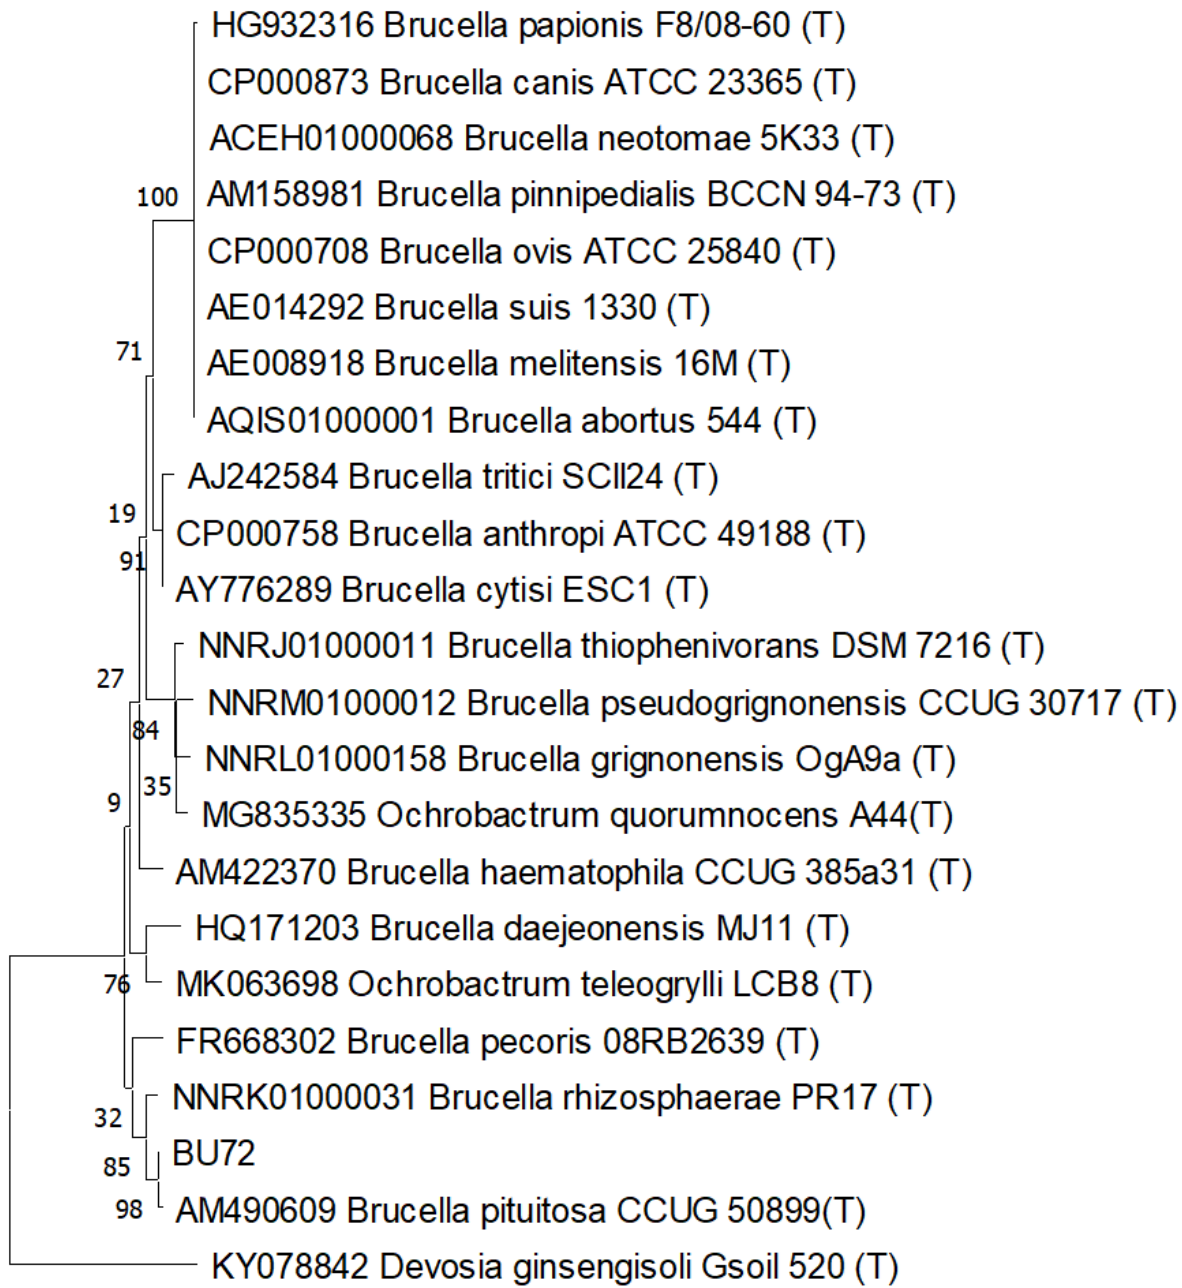 HG932316 Brucella papionis F8/08-60 (T)
CP000873 Brucella canis ATCC 23365 (T)
ACEH01000068 Brucella neotomae 5K33 (T)
100
AM158981 Brucella pinnipedialis BCCN 94-73 (T)
CP000708 Brucella ovis ATCC 25840 (T)
AE014292 Brucella suis 1330 (T)
71
AE008918 Brucella melitensis 16M (T)
AQIS01000001 Brucella abortus 544 (T)
AJ242584 Brucella tritici SCII24 (T)
19
CP000758 Brucella anthropi ATCC 49188 (T)
91
AY776289 Brucella cytisi ESC1 (T)
NNRJ01000011 Brucella thiophenivorans DSM 7216 (T)
27
NNRM01000012 Brucella pseudogrignonensis CCUG 30717 (T)
84
NNRL01000158 Brucella grignonensis OgA9a (T)
35
9
MG835335 Ochrobactrum quorumnocens A44(T)
AM422370 Brucella haematophila CCUG 385a31 (T)
HQ171203 Brucella daejeonensis MJ11 (T)
76
MK063698 Ochrobactrum teleogrylli LCB8 (T)
FR668302 Brucella pecoris 08RB2639 (T)
NNRK01000031 Brucella rhizosphaerae PR17 (T)
32
BU72
85
98
AM490609 Brucella pituitosa CCUG 50899(T)
KY078842 Devosia ginsengisoli Gsoil 520 (T)